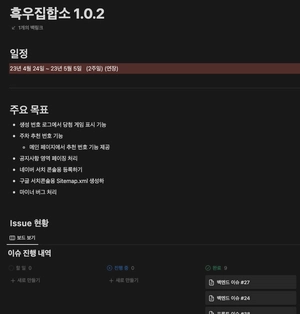 흑우집합소 1.0.2
1개의 백링크
일정
23년 4월 24일 ~ 23년 5월 5일 (2주일) (연장)
주요 목표
생성 번호 로그에서 당첨 게임 표시 기능
주차 추천 번호 기능
메인 페이지에서 추천 번호 기능 제공
공지사항 영역 페이징 처리
네이버 서치 콘솔용 등록하기
구글 서치콘솔용 Sitemap.xml 생성하
마이너 버그 처리
Issue 현황
보드 보기
이슈 진행 내역
할 일 0
진행 중 0
완료 8
+ 새로 만들기
+ 새로 만들기
백엔드 이슈 #27
백엔드 이슈 #24